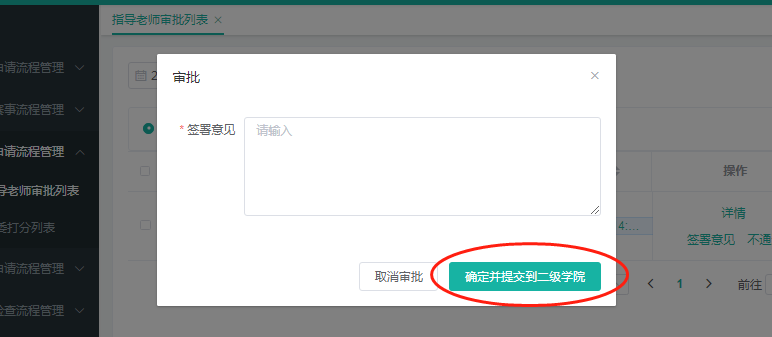 指导老师审批列表 ×
申请流程管理
流程管理
申请流程管理
导老师审批列表
委打分列表
申请流程管理
检查流程管理
审批
×
* 签署意见
请输入
取消审批
确定并提交到二级学院
2
操作
4:...
详情
签署意见 不通
< 1 > 前往